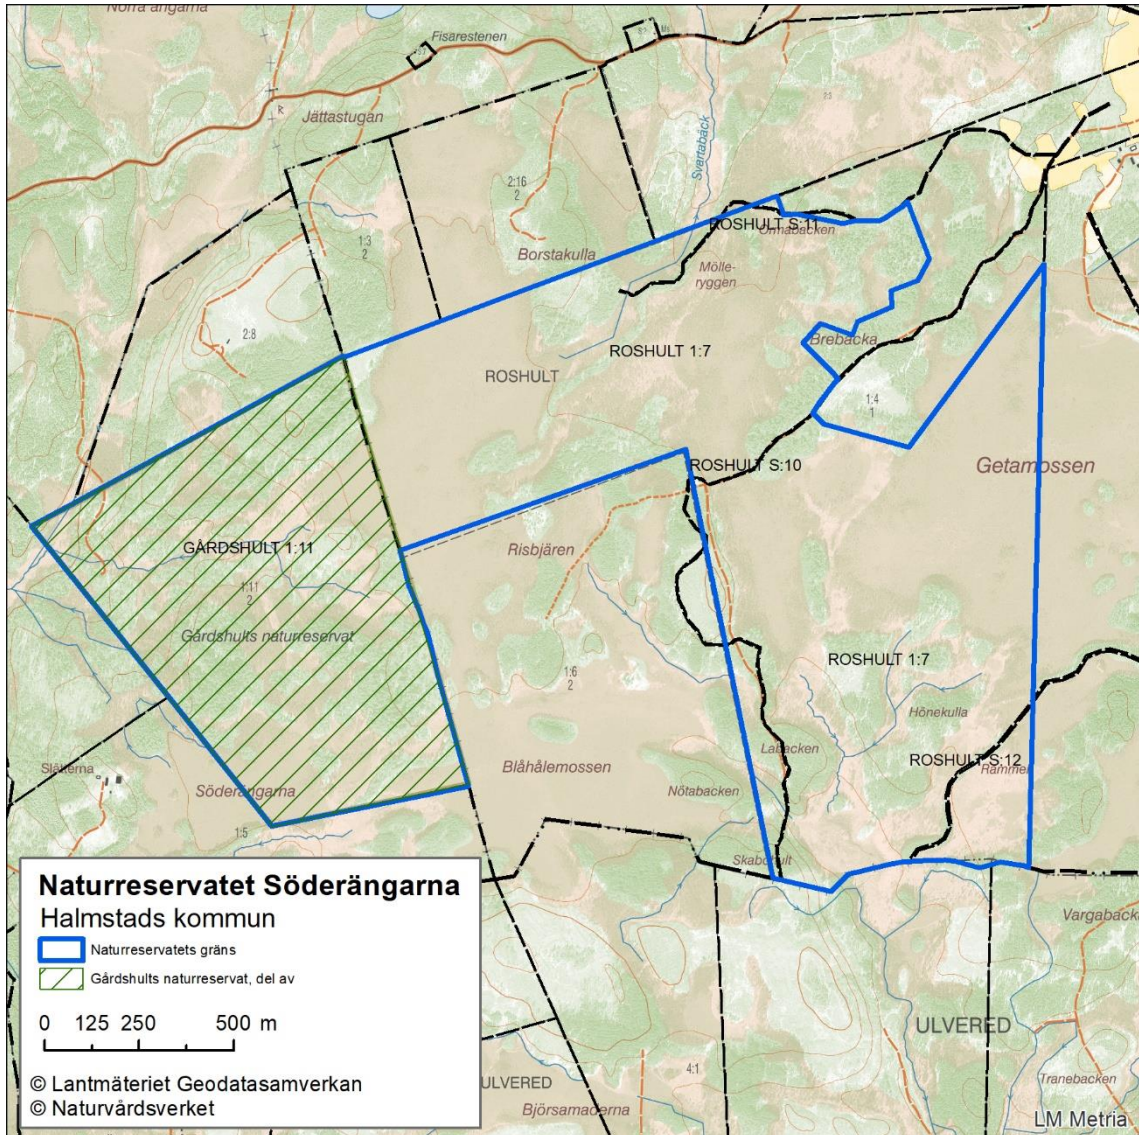 Norra ängarna
Fisarestenen
Jättastugan
Svartabäck
2:16
2
1:3
2
ROSHULT S:11
Borstakulla
Mölle-
ryggen
2:8
Brebacka
ROSHULT 1:7
ROSHULT
1:4
1
ROSHULT S:10
Getamossen
GÅRDSHULT 1:11
Risbjären
1:11
2
Gårdshults naturreservat
1:6
2
ROSHULT 1:7
Hönekulla
Labacken
ROSHULT S:12
Slätterna
Söderängarna
Blåhålemossen
Nötabacken
1:5
Skabohult
Vargabacka
ULVERED
Tranebacken
4:1
ULVERED
Björsamaderna
Naturreservatet Söderängarna
Halmstads kommun
Naturreservatets gräns
Gårdshults naturreservat, del av
0 125 250 500 m
© Lantmäteriet Geodatasamverkan
© Naturvårdsverket
LM Metria